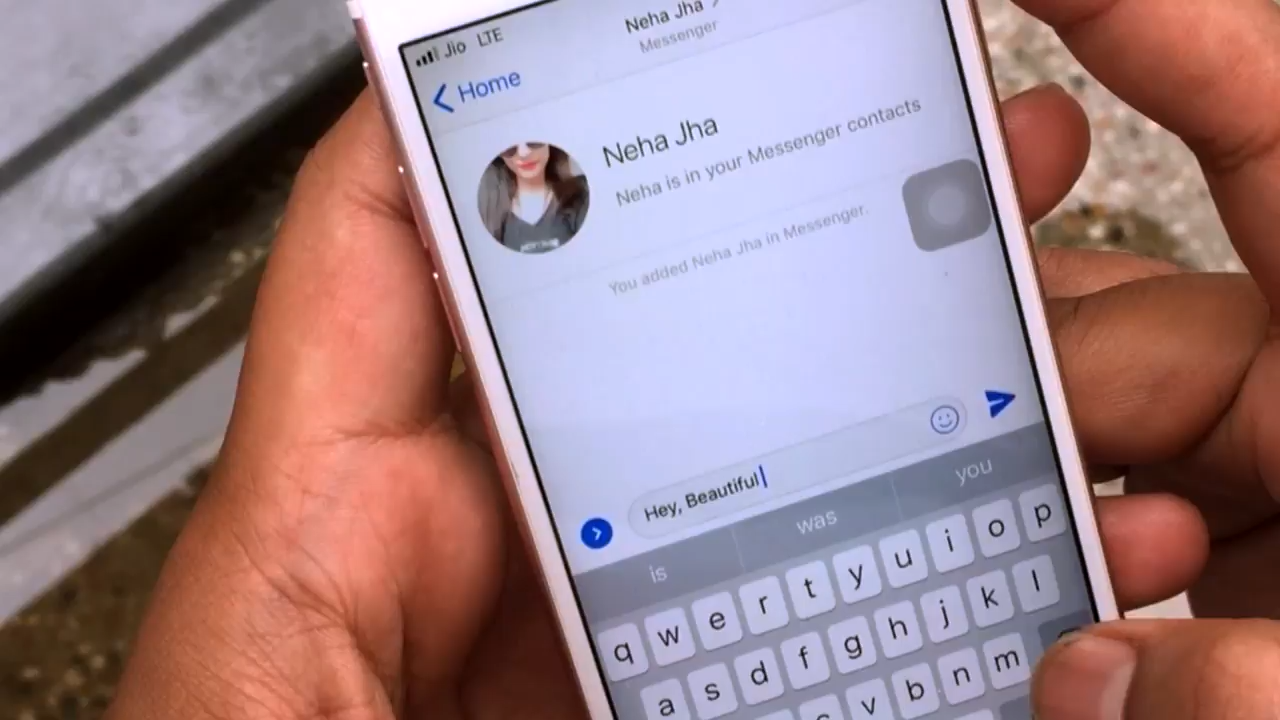 Jio LTE
Neha Jha
Messenger
Home
Neha Jha
Neha is in your Messenger contacts
You added Neha Jha in Messenger.
Hey, Beautiful
is was you
q w e r t y u i o p
a s d f g h j k l
v b n m